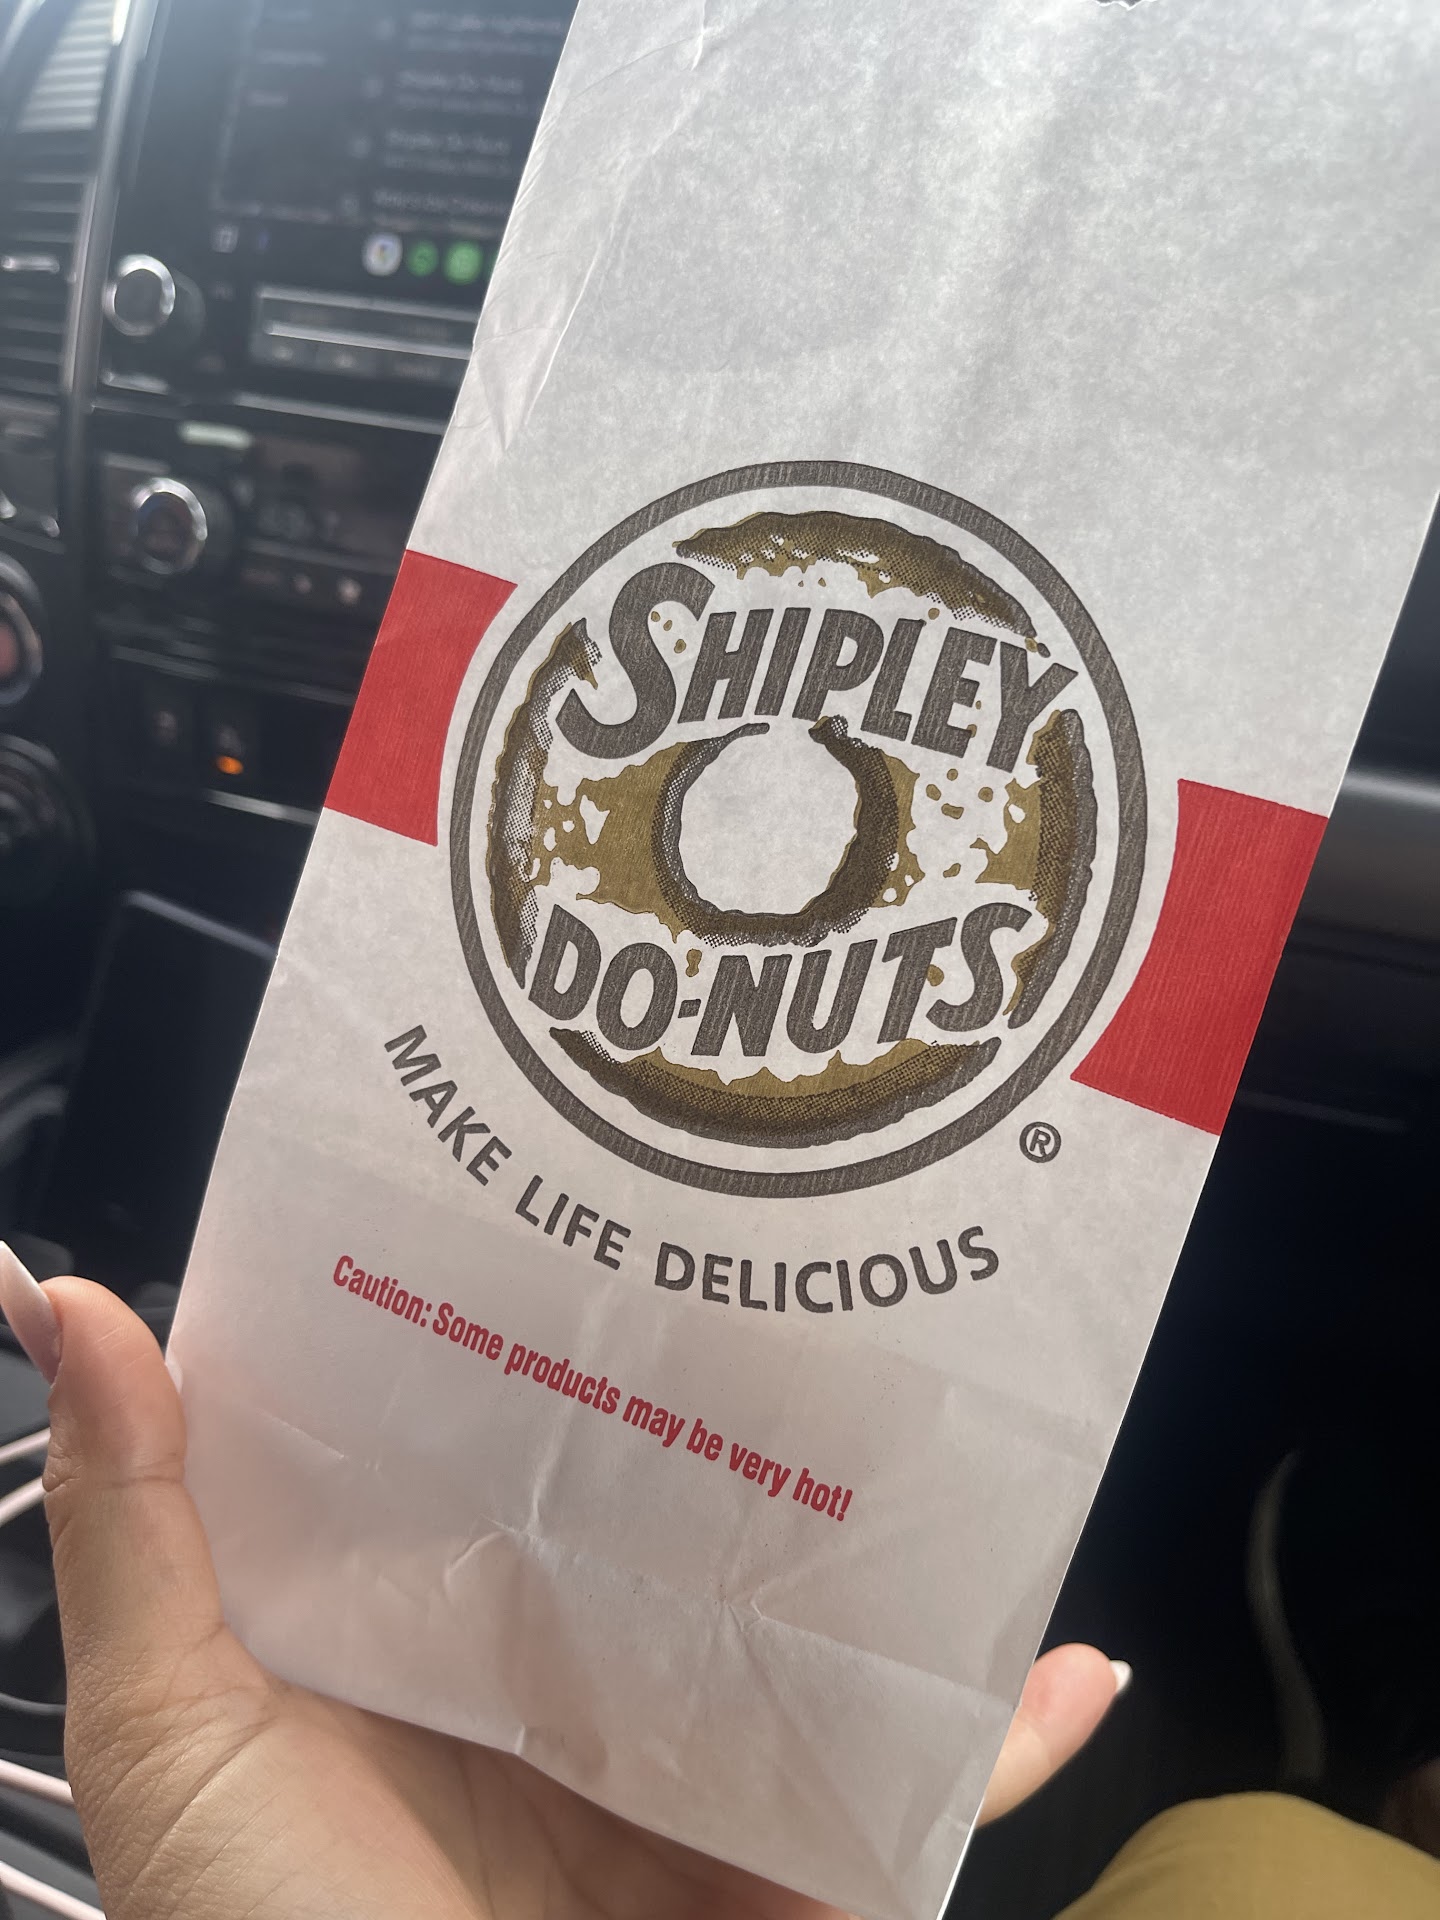 SHIPLEY
DO-NUTS
®
MAKE LIFE DELICIOUS
Caution: Some products may be very hot!